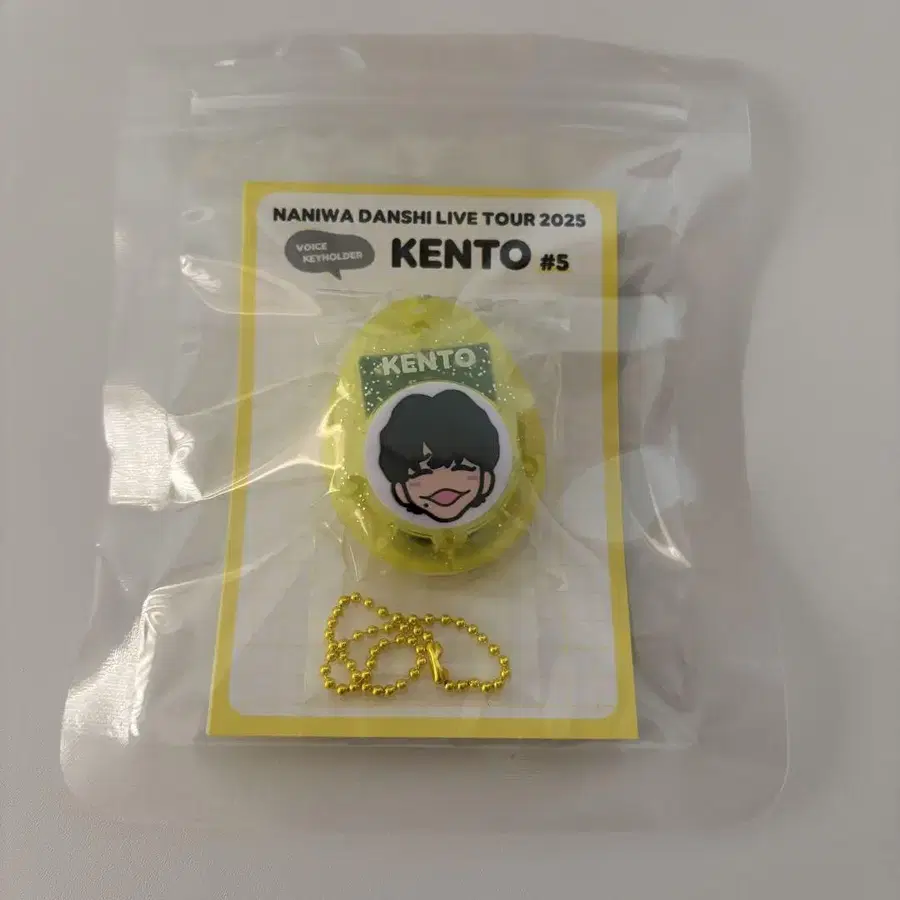 NANIWA DANSHI LIVE TOUR 2025
VOICE
KEYHOLDER
KENTO #5
KENTO